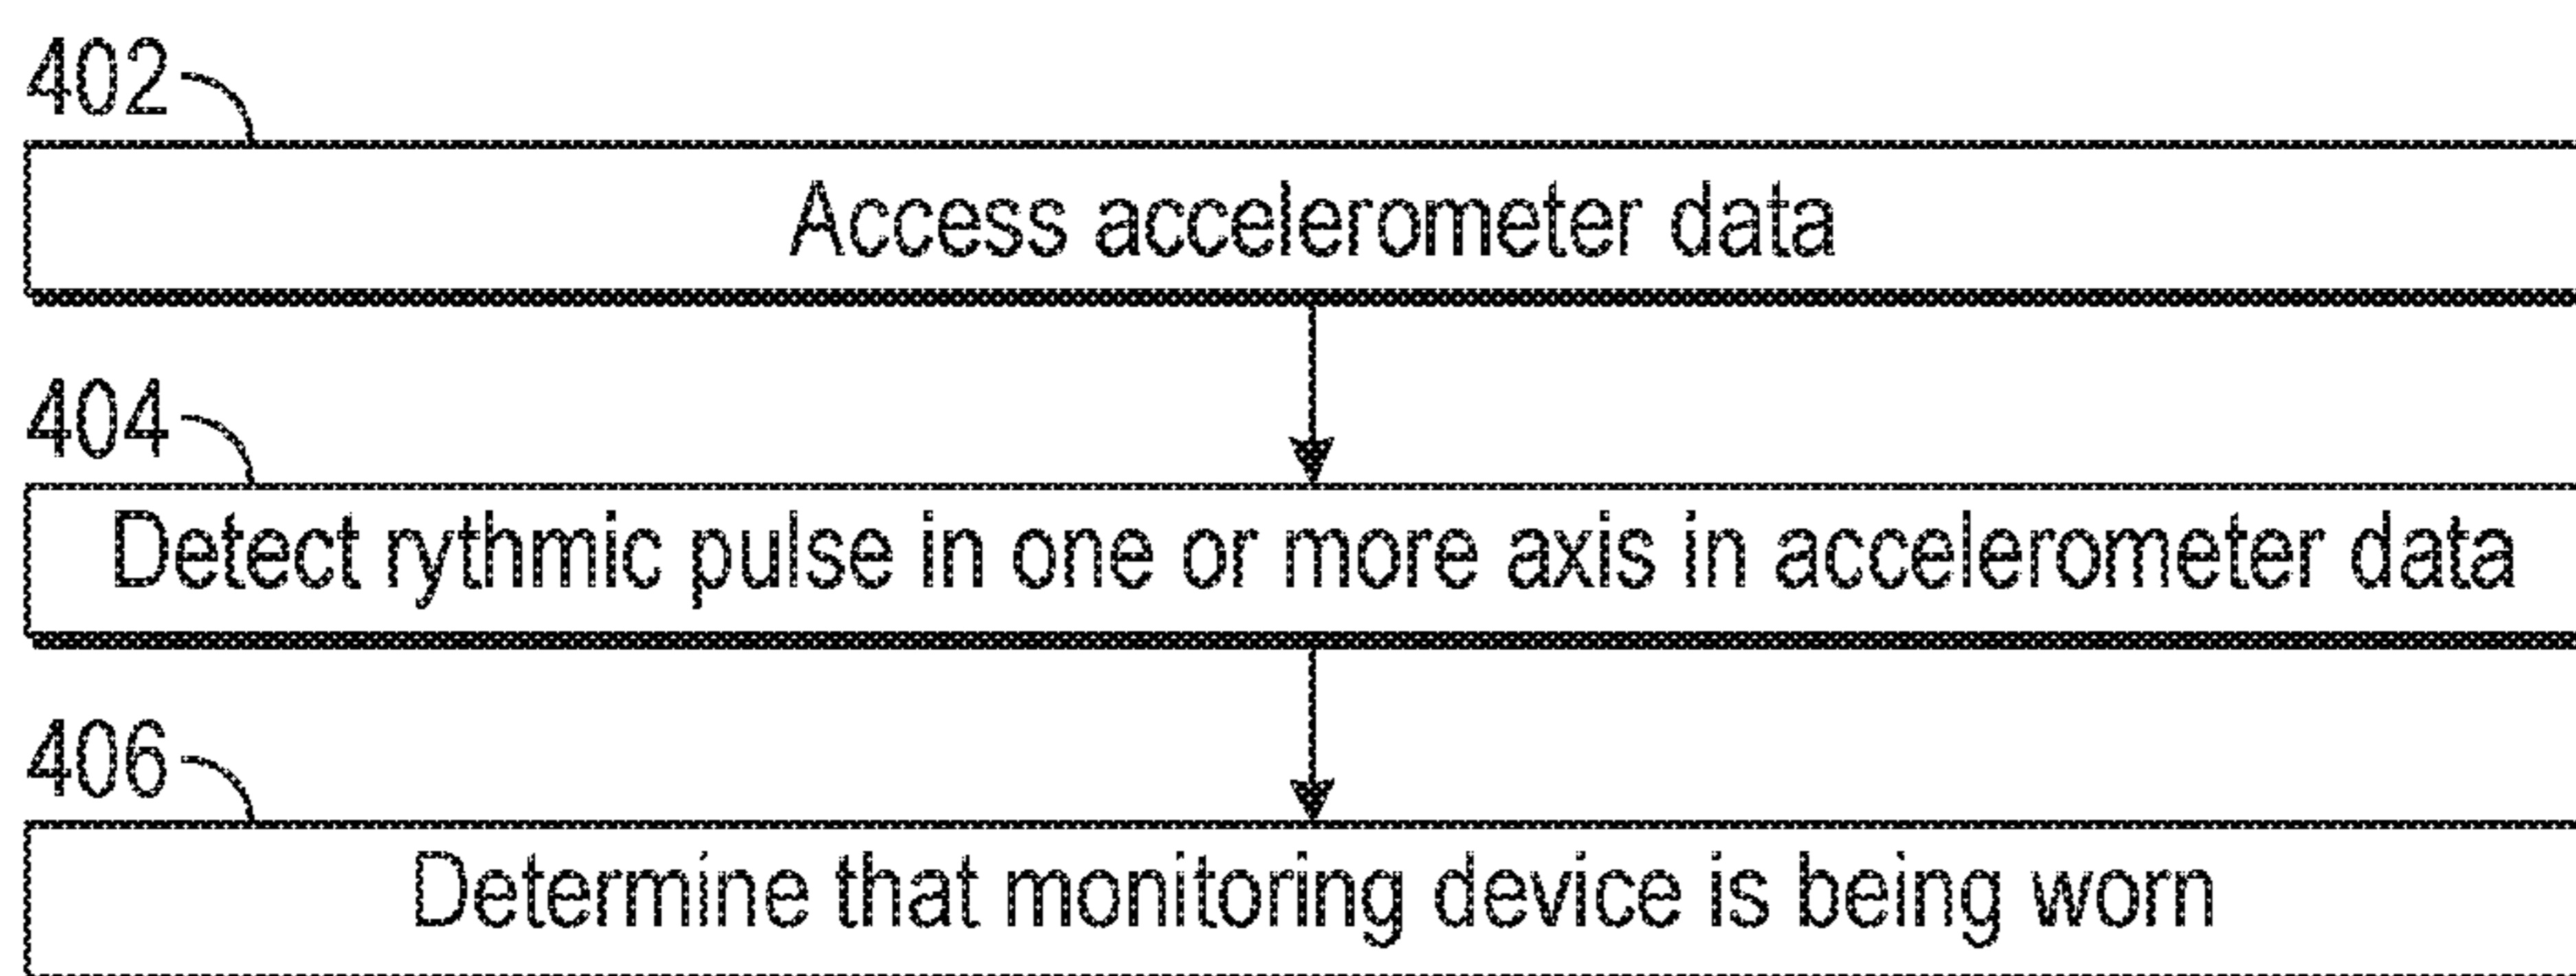 402
Access accelerometer data
404
Detect rythmic pulse in one or more axis in accelerometer data
406
Determine that monitoring device is being worn